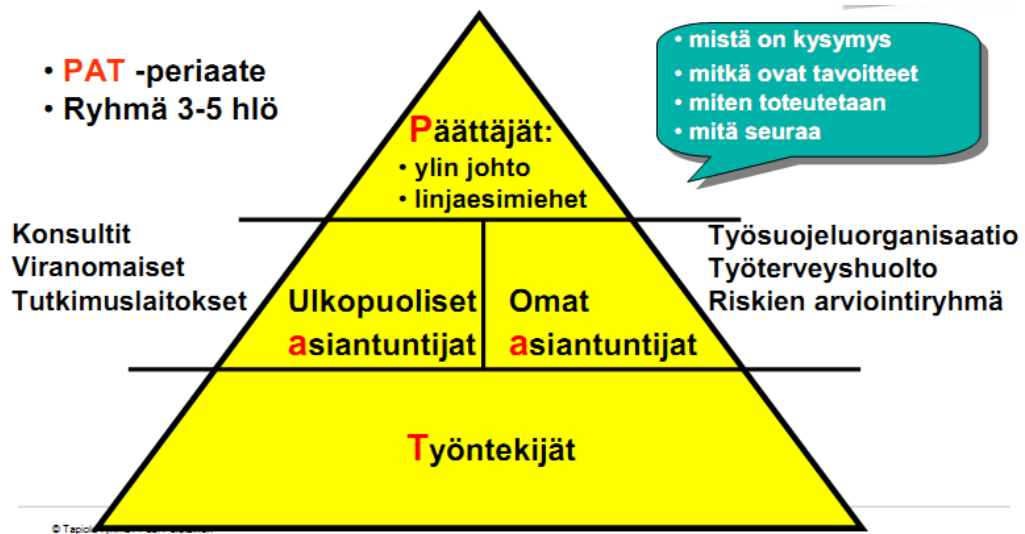 • PAT -periaate
• Ryhmä 3-5 hlö
• mistä on kysymys
• mitkä ovat tavoitteet
• miten toteutetaan
• mitä seuraa
Päättäjät:
• ylin johto
• linjaesimiehet
Konsultit
Viranomaiset
Tutkimuslaitokset
Ulkopuoliset
asiantuntijat
Omat
asiantuntijat
Työsuojeluorganisaatio
Työterveyshuolto
Riskien arviointiryhmä
Työntekijät
©